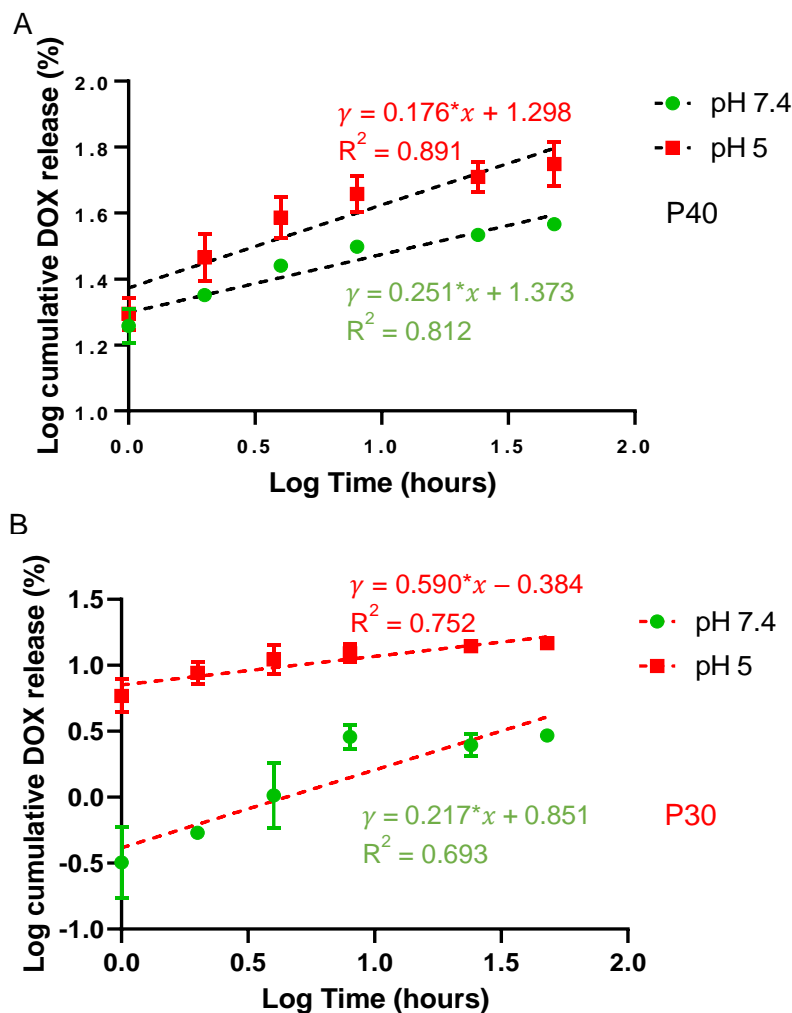 A
Log cumulative DOX release (%)
2.0
1.8
1.6
1.4
1.2
1.0
γ = 0.176*x + 1.298
R² = 0.891
γ = 0.251*x + 1.373
R² = 0.812
pH 7.4
pH 5
P40
0.0 0.5 1.0 1.5 2.0
Log Time (hours)
B
Log cumulative DOX release (%)
1.5
1.0
0.5
0.0
-0.5
-1.0
γ = 0.590*x – 0.384
R² = 0.752
γ = 0.217*x + 0.851
R² = 0.693
pH 7.4
pH 5
P30
0.0 0.5 1.0 1.5 2.0
Log Time (hours)